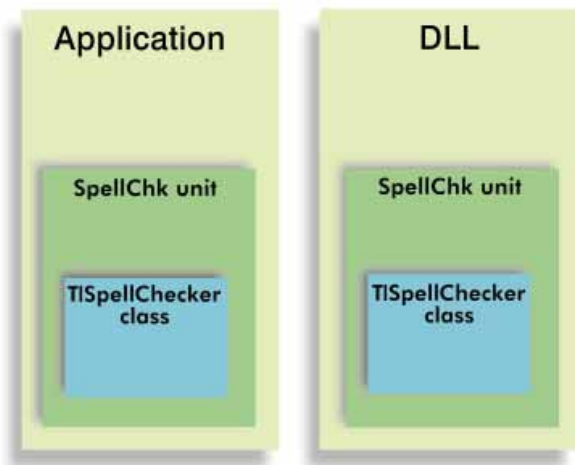 Application
SpellChk unit
TISpellChecker
class
DLL
SpellChk unit
TISpellChecker
class